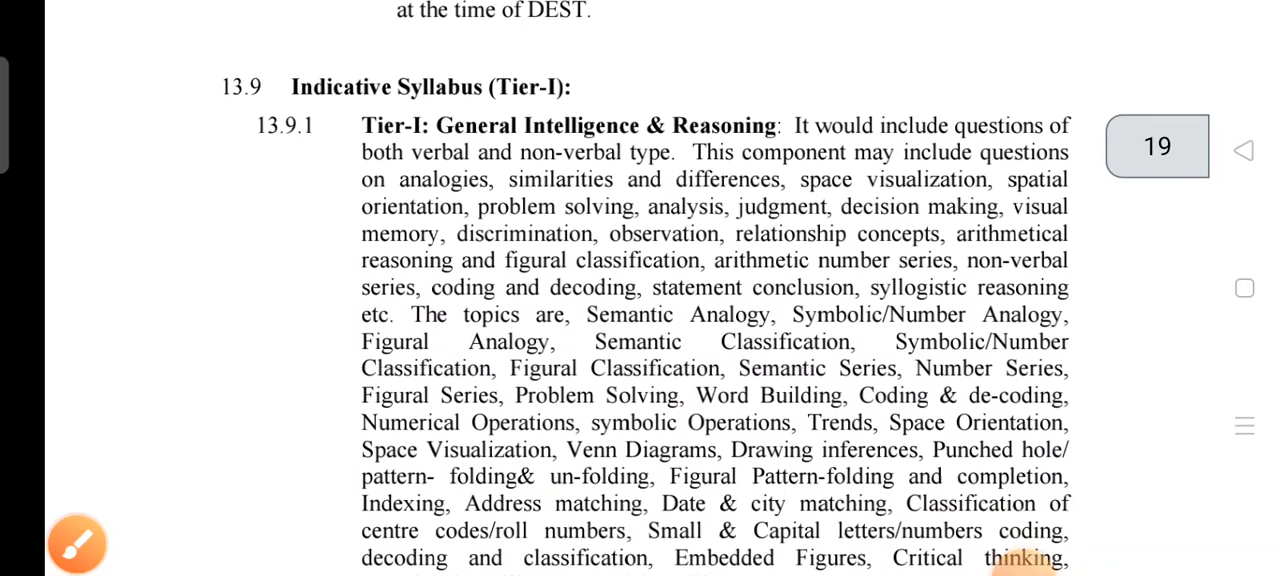 at the time of DEST.
13.9 Indicative Syllabus (Tier-I):
13.9.1 Tier-I: General Intelligence & Reasoning: It would include questions of
both verbal and non-verbal type. This component may include questions
on analogies, similarities and differences, space visualization, spatial
orientation, problem solving, analysis, judgment, decision making, visual
memory, discrimination, observation, relationship concepts, arithmetical
reasoning and figural classification, arithmetic number series, non-verbal
series, coding and decoding, statement conclusion, syllogistic reasoning
etc. The topics are, Semantic Analogy, Symbolic/Number Analogy,
Figural Analogy, Semantic Classification, Symbolic/Number
Classification, Figural Classification, Semantic Series, Number Series,
Figural Series, Problem Solving, Word Building, Coding & de-coding,
Numerical Operations, symbolic Operations, Trends, Space Orientation,
Space Visualization, Venn Diagrams, Drawing inferences, Punched hole/
pattern- folding& un-folding, Figural Pattern-folding and completion,
Indexing, Address matching, Date & city matching, Classification of
centre codes/roll numbers, Small & Capital letters/numbers coding,
decoding and classification, Embedded Figures, Critical thinking,
19